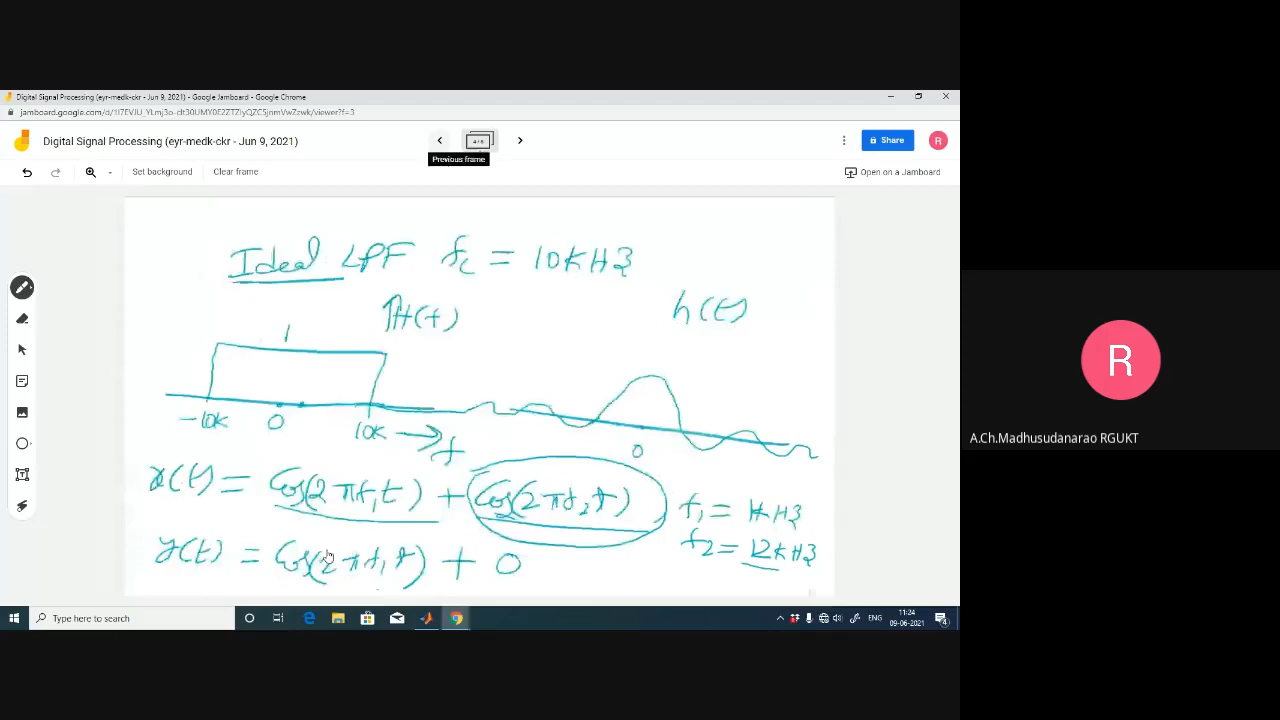 Digital Signal Processing (eyr-medk-ckr - Jun 9, 2021) - Google Jamboard - Google Chrome
Digital Signal Processing (eyr-medk-ckr - Jun 9, 2021)
4 / 6
Share
R
Previous frame
Set background
Clear frame
Open on a Jamboard
Ideal LPF fc = 10KHz
H(f)
h(t)
1
-10K 0 10K → f
0
x(t) = Cos(2πf1t) + Cos(2πf2t)
f1 = 1KHz
y(t) = Cos(2πf1t) + 0
f2 = 12KHz
R
A.Ch.Madhusudanarao RGUKT
Type here to search
ENG
11:24
09-06-2021
4